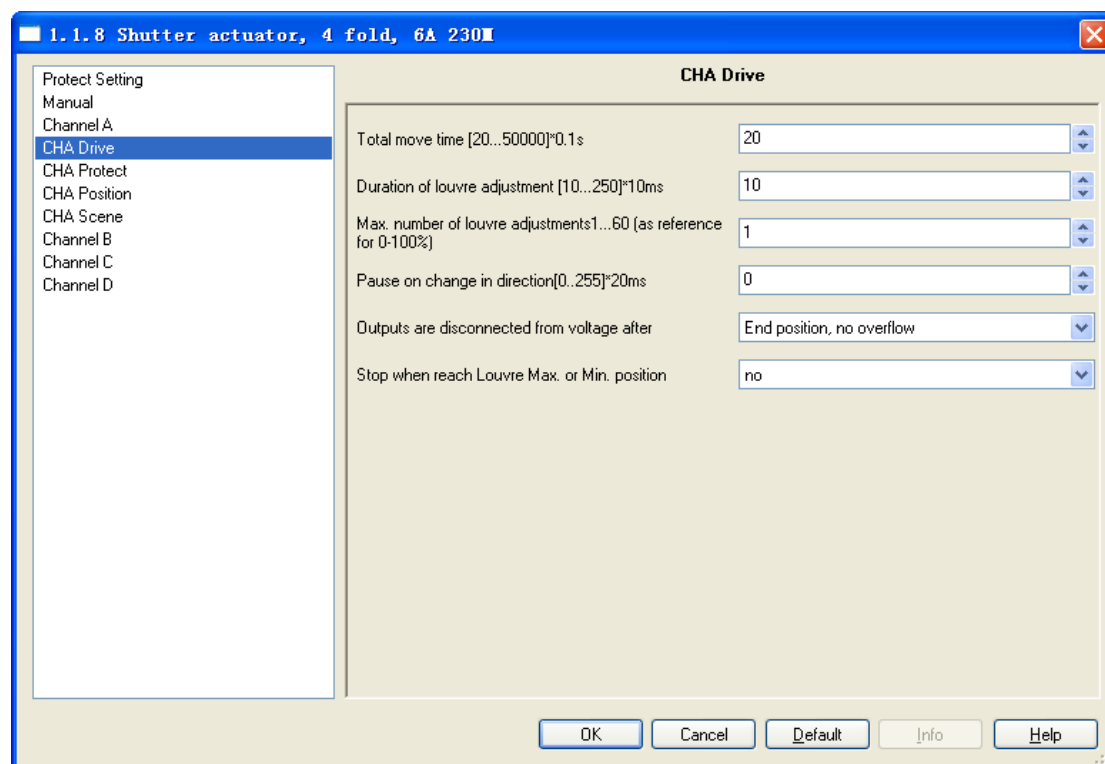 1.1.8 Shutter actuator, 4 fold, 6A 230M
Protect Setting
Manual
Channel A
CHA Drive
CHA Protect
CHA Position
CHA Scene
Channel B
Channel C
Channel D
CHA Drive
Total move time [20...50000]*0.1s
20
Duration of louvre adjustment [10...250]*10ms
10
Max. number of louvre adjustments1...60 (as reference
for 0-100%)
1
Pause on change in direction[0..255]*20ms
0
Outputs are disconnected from voltage after
End position, no overflow
Stop when reach Louvre Max. or Min. position
no
OK
Cancel
Default
Info
Help